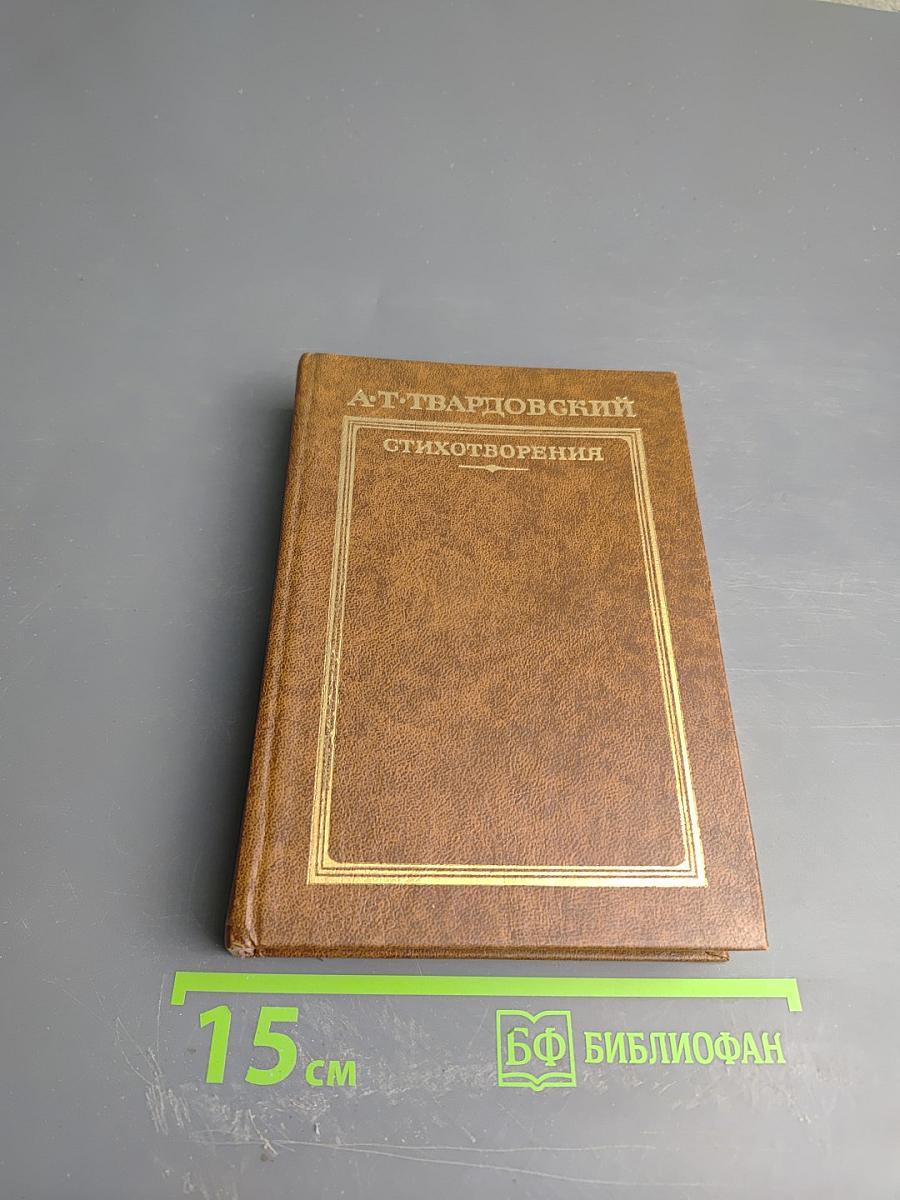 А·Т·ТВАРДОВСКИЙ
СТИХОТВОРЕНИЯ
15 см
БФ БИБЛИОФАН